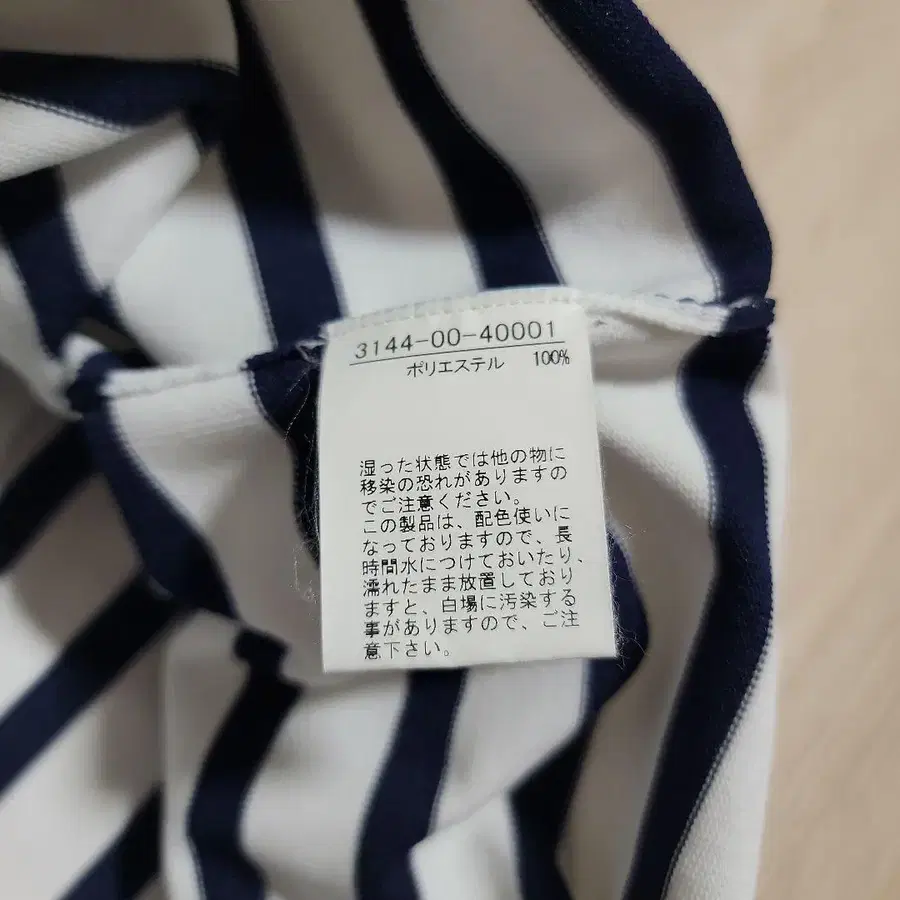 3144-00-40001
ポリエステル 100%
湿った状態では他の物に
移染の恐れがありますの
でご注意ください。
この製品は、配色使いに
なっておりますので、長
時間水につけておいたり、
濡れたまま放置しており
ますと、白場に汚染する
事がありますので、ご注
意下さい。